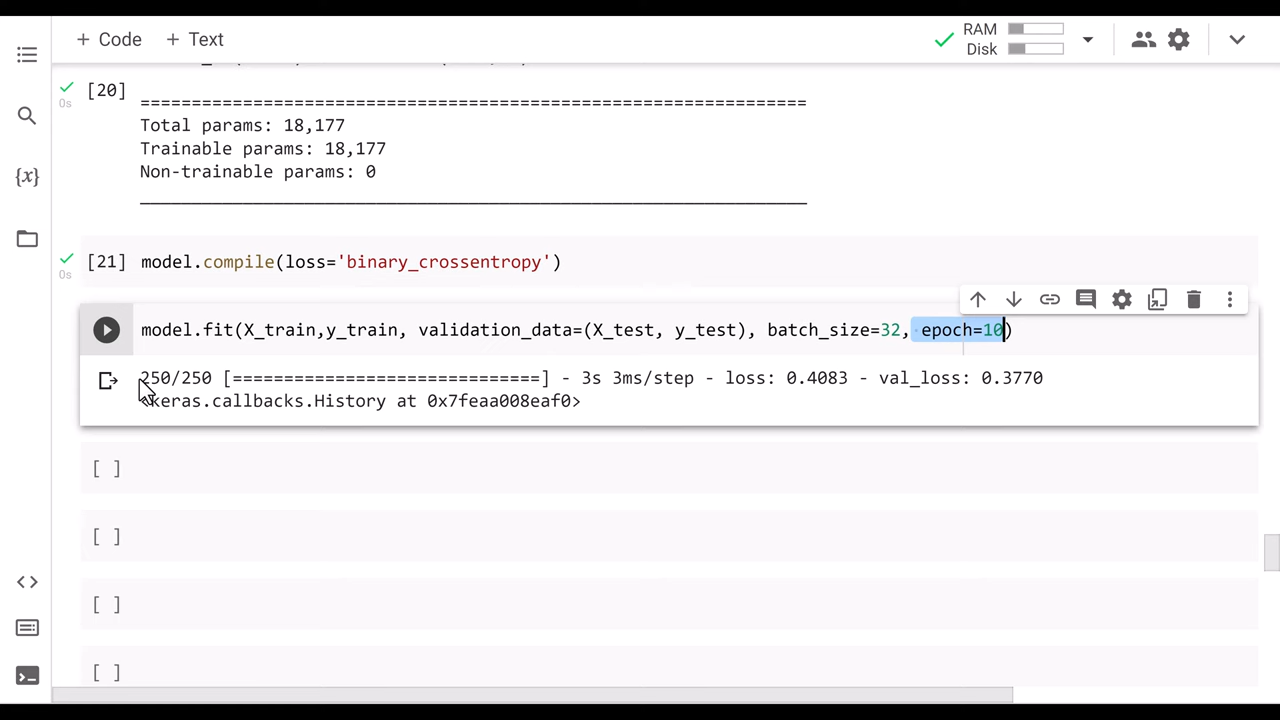 + Code + Text
RAM
Disk
[20]
=================================================================
Total params: 18,177
Trainable params: 18,177
Non-trainable params: 0
_________________________________________________________________
[21] model.compile(loss='binary_crossentropy')
model.fit(X_train,y_train, validation_data=(X_test, y_test), batch_size=32, epoch=10)
250/250 [==============================] - 3s 3ms/step - loss: 0.4083 - val_loss: 0.3770
<keras.callbacks.History at 0x7feaa008eaf0>
[ ]
[ ]
[ ]
[ ]
0s
0s
{x}